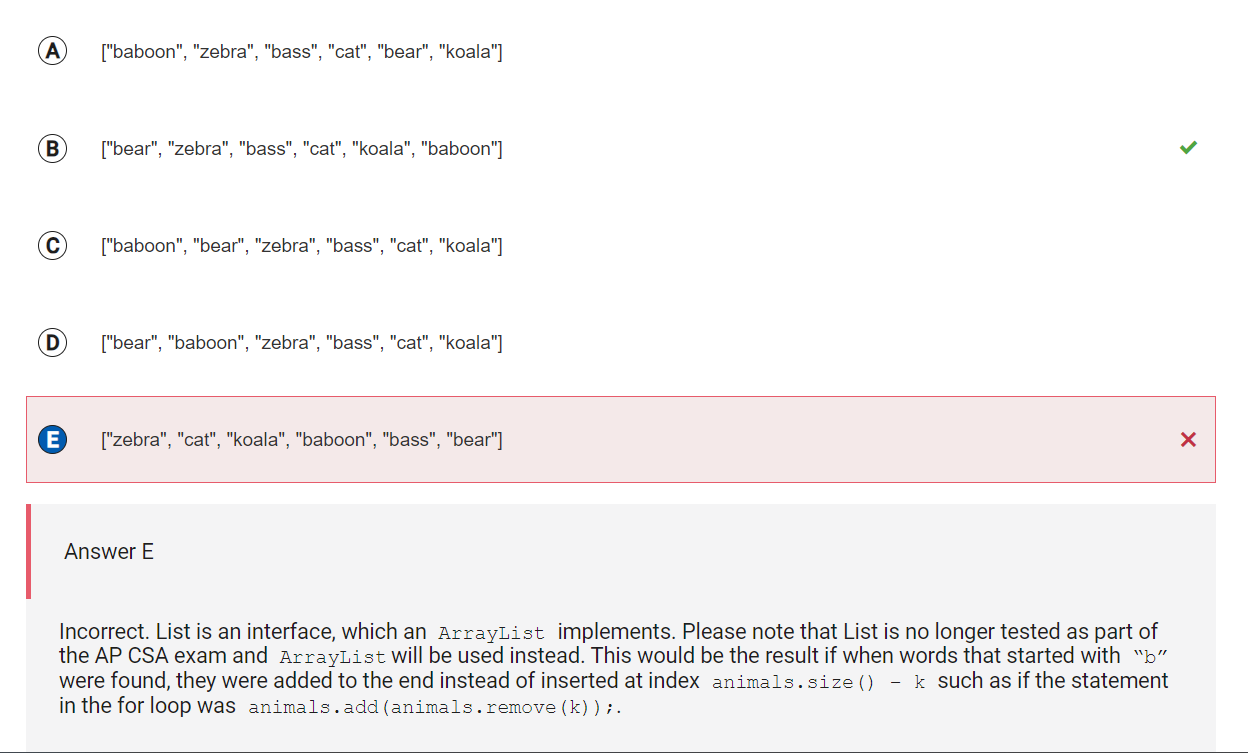 A ["baboon", "zebra", "bass", "cat", "bear", "koala"]
B ["bear", "zebra", "bass", "cat", "koala", "baboon"]
C ["baboon", "bear", "zebra", "bass", "cat", "koala"]
D ["bear", "baboon", "zebra", "bass", "cat", "koala"]
E ["zebra", "cat", "koala", "baboon", "bass", "bear"]
Answer E
Incorrect. List is an interface, which an ArrayList implements. Please note that List is no longer tested as part of
the AP CSA exam and ArrayList will be used instead. This would be the result if when words that started with “b”
were found, they were added to the end instead of inserted at index animals.size() - k such as if the statement
in the for loop was animals.add(animals.remove(k));.